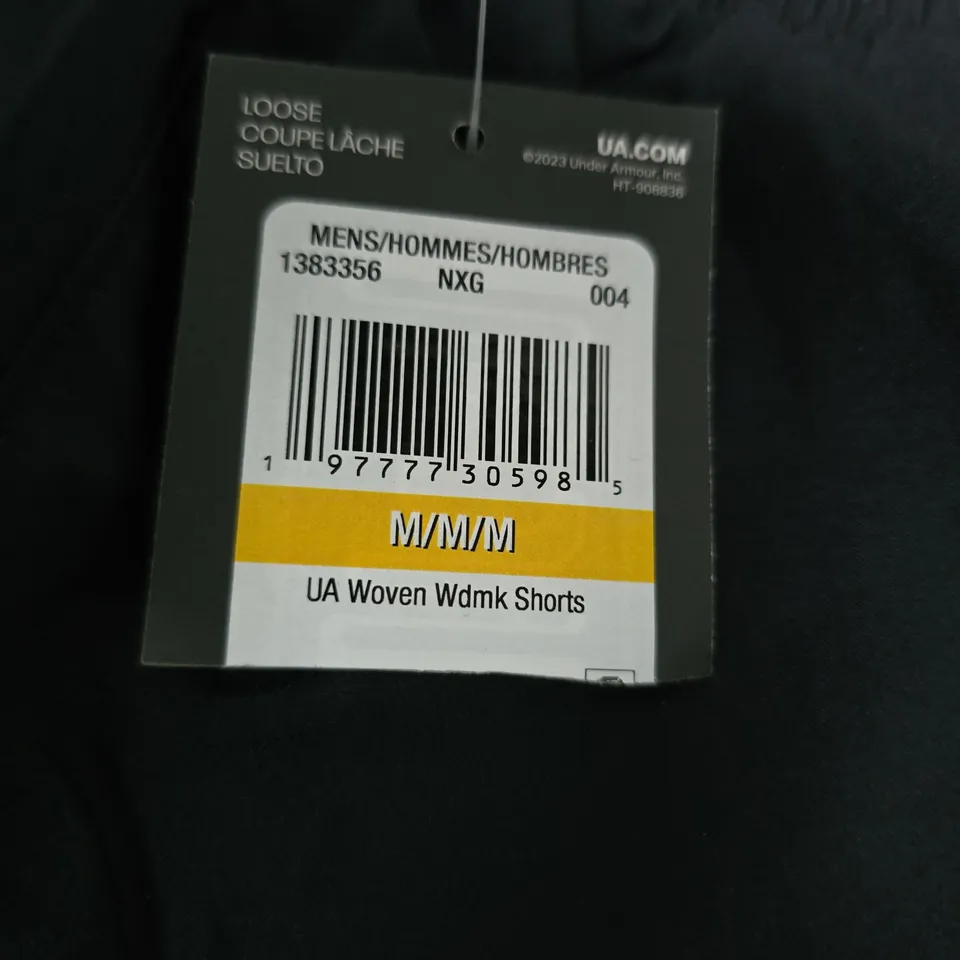 LOOSE
COUPE LÂCHE
SUELTO
UA.COM
©2023 Under Armour, Inc.
HT-908836
MENS/HOMMES/HOMBRES
1383356 NXG 004
1 97777 30598 5
M/M/M
UA Woven Wdmk Shorts